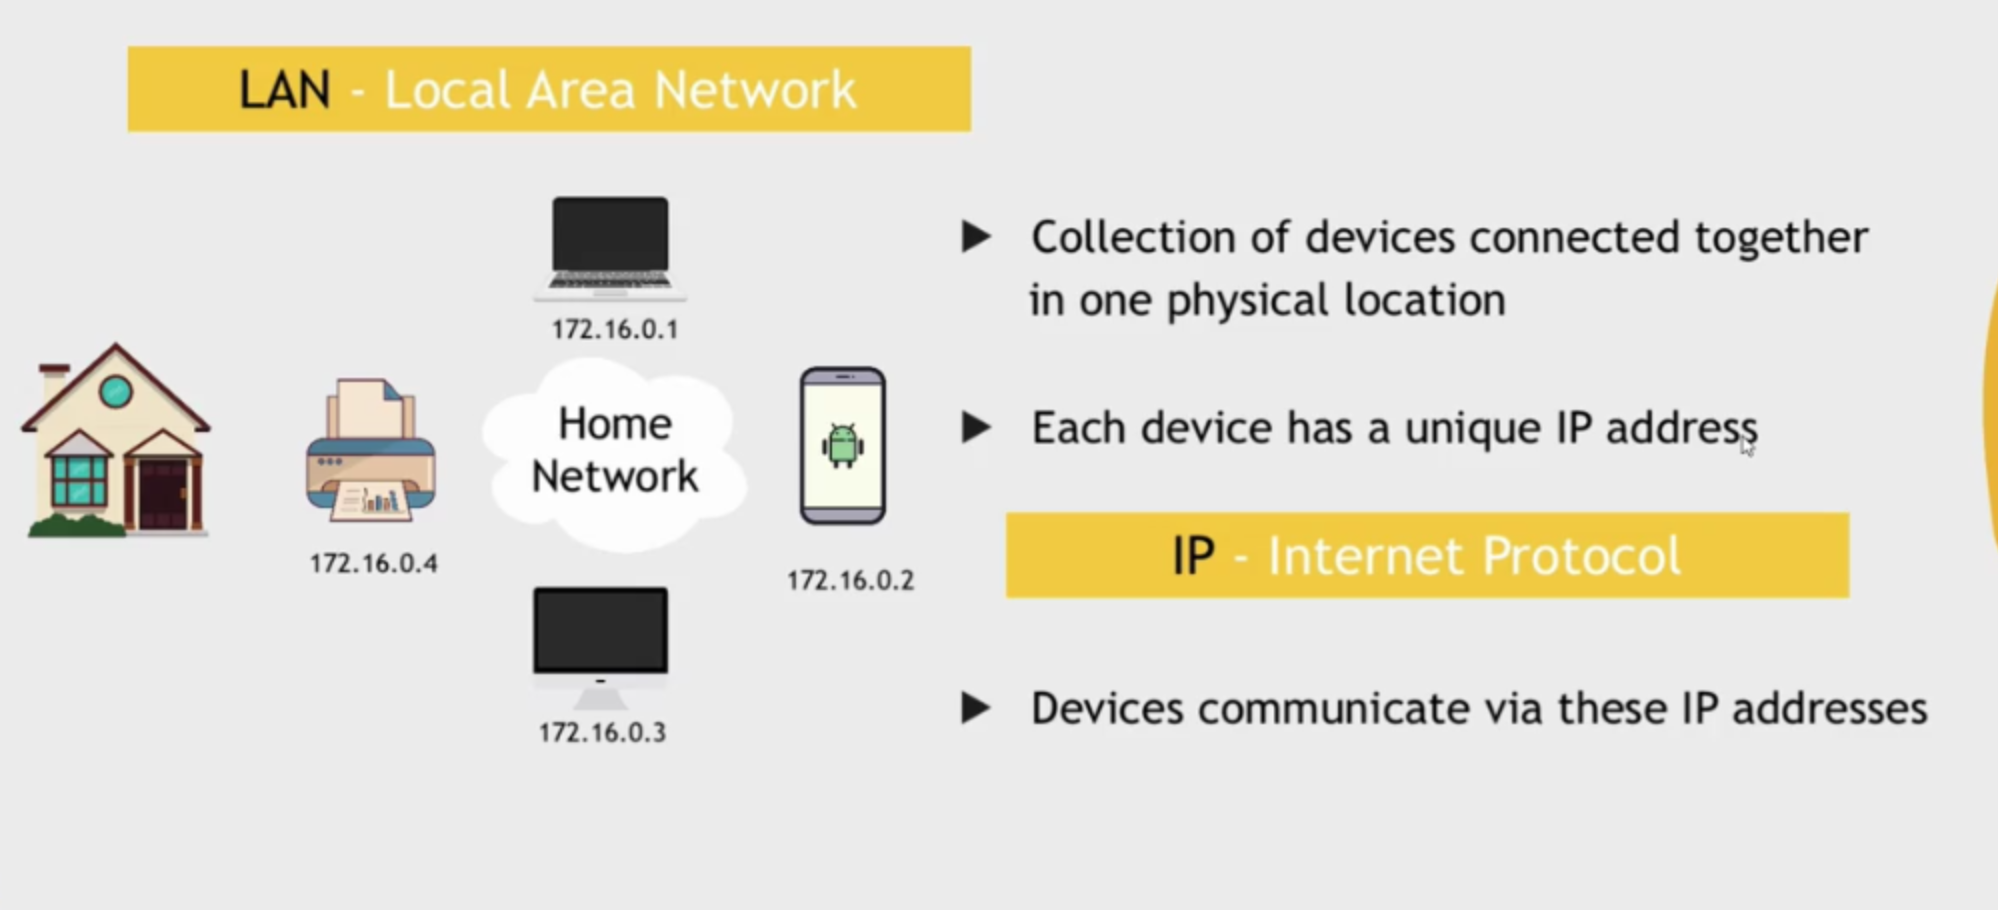 LAN - Local Area Network
172.16.0.1
Home
Network
172.16.0.4
172.16.0.2
172.16.0.3
Collection of devices connected together
in one physical location
Each device has a unique IP address
IP - Internet Protocol
Devices communicate via these IP addresses